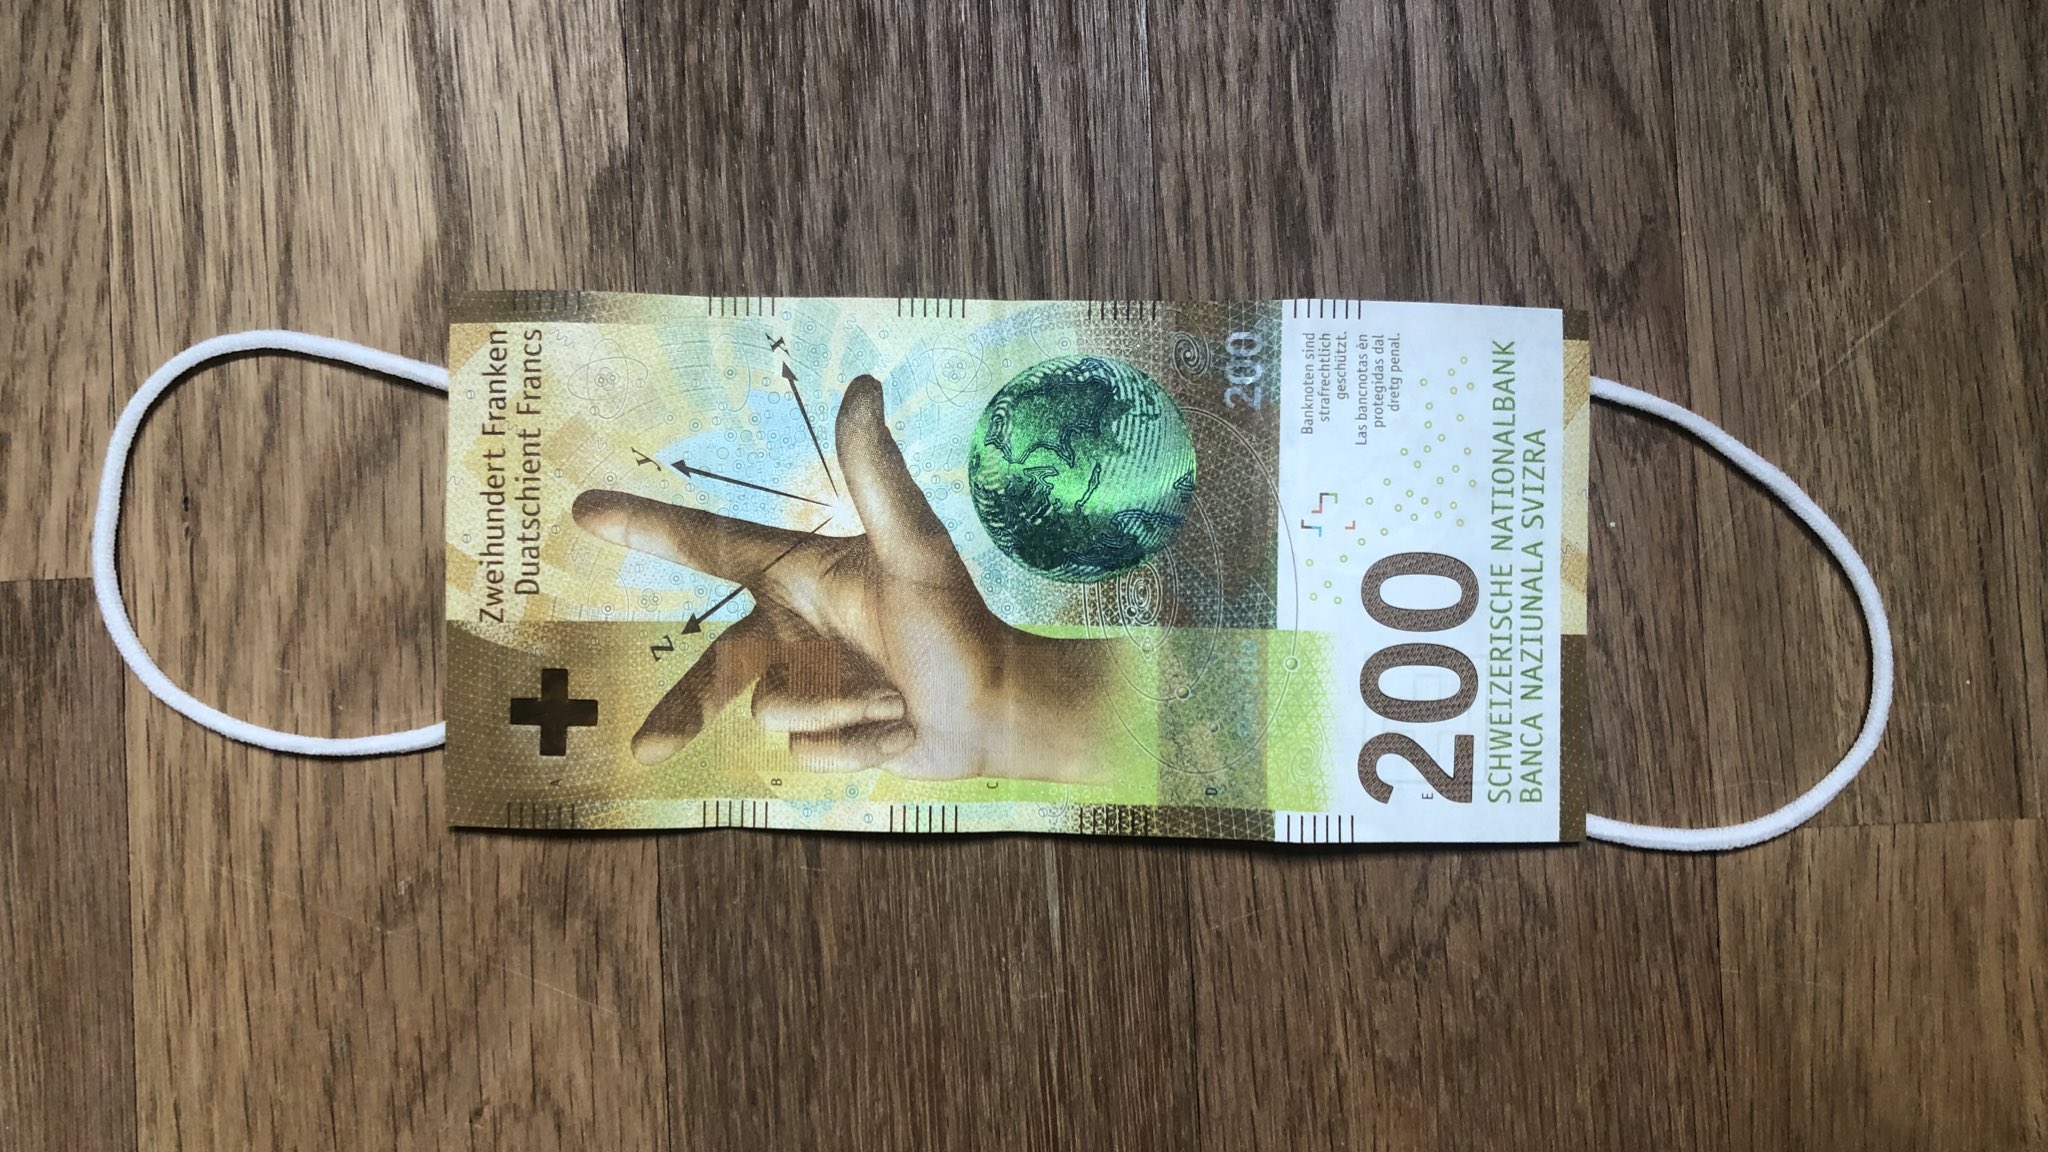 Zweihundert Franken
Duatschient Francs
x
y
z
200
Banknoten sind
strafrechtlich
geschützt.
Las bancnotas èn
protegidas dal
dretg penal.
200
SCHWEIZERISCHE NATIONALBANK
BANCA NAZIUNALA SVIZRA
A
B
C
D
E